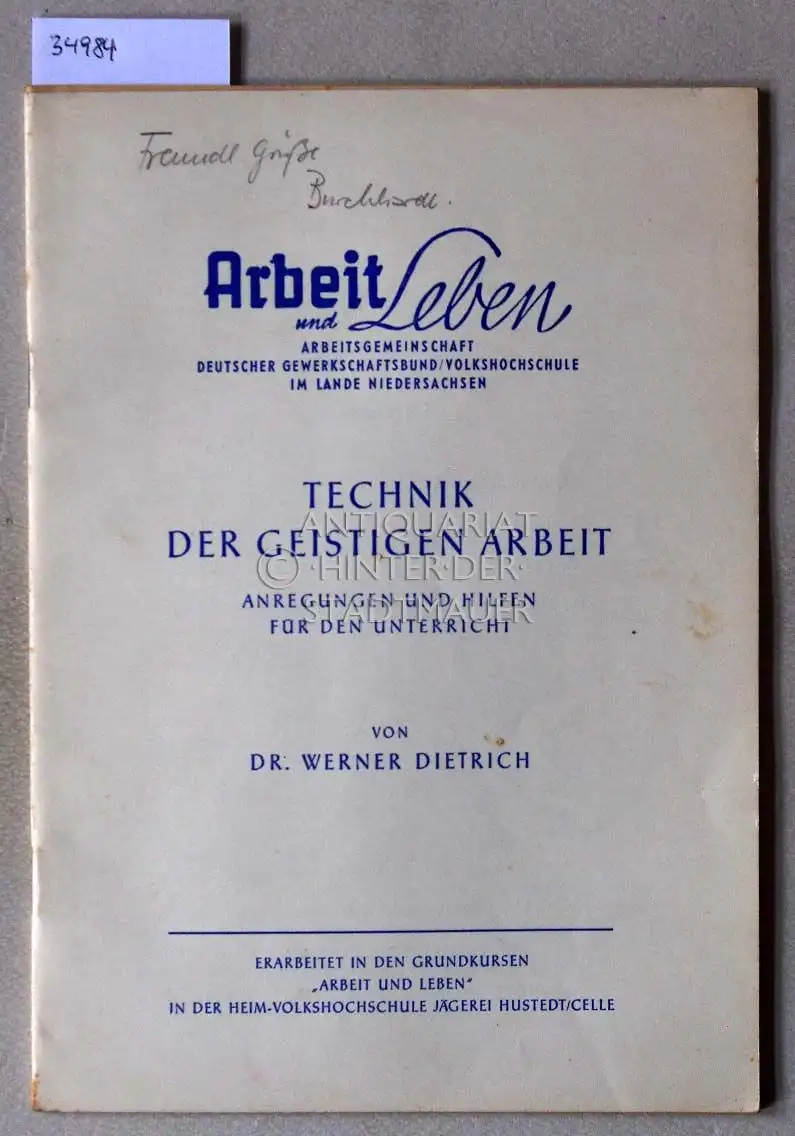 34984
Freundl Grüße
Burckhardt.
Arbeit
und Leben
ARBEITSGEMEINSCHAFT
DEUTSCHER GEWERKSCHAFTSBUND/VOLKSHOCHSCHULE
IM LANDE NIEDERSACHSEN
TECHNIK
DER GEISTIGEN ARBEIT
ANREGUNGEN UND HILFEN
FÜR DEN UNTERRICHT
ANTIQUARIAT
© ·HINTER·DER·
STADTMAUER
VON
DR. WERNER DIETRICH
ERARBEITET IN DEN GRUNDKURSEN
„ARBEIT UND LEBEN“
IN DER HEIM-VOLKSHOCHSCHULE JÄGEREI HUSTEDT/CELLE